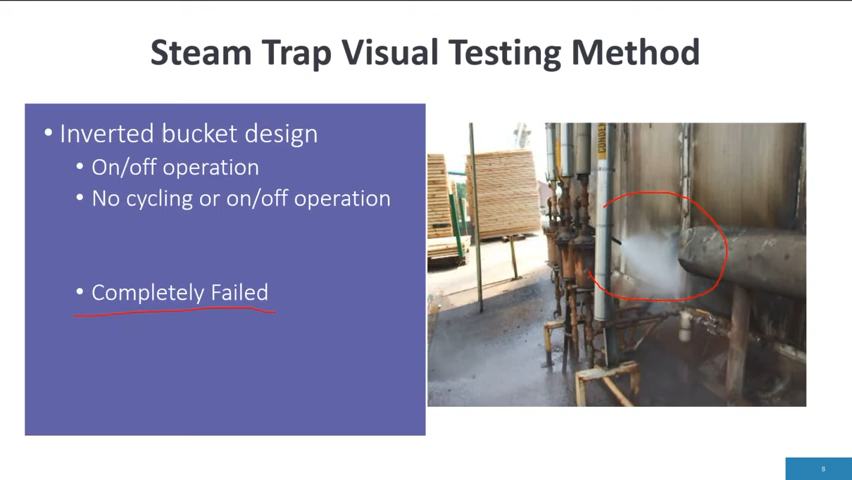 Steam Trap Visual Testing Method
• Inverted bucket design
• On/off operation
• No cycling or on/off operation
• Completely Failed
CONDEN
8